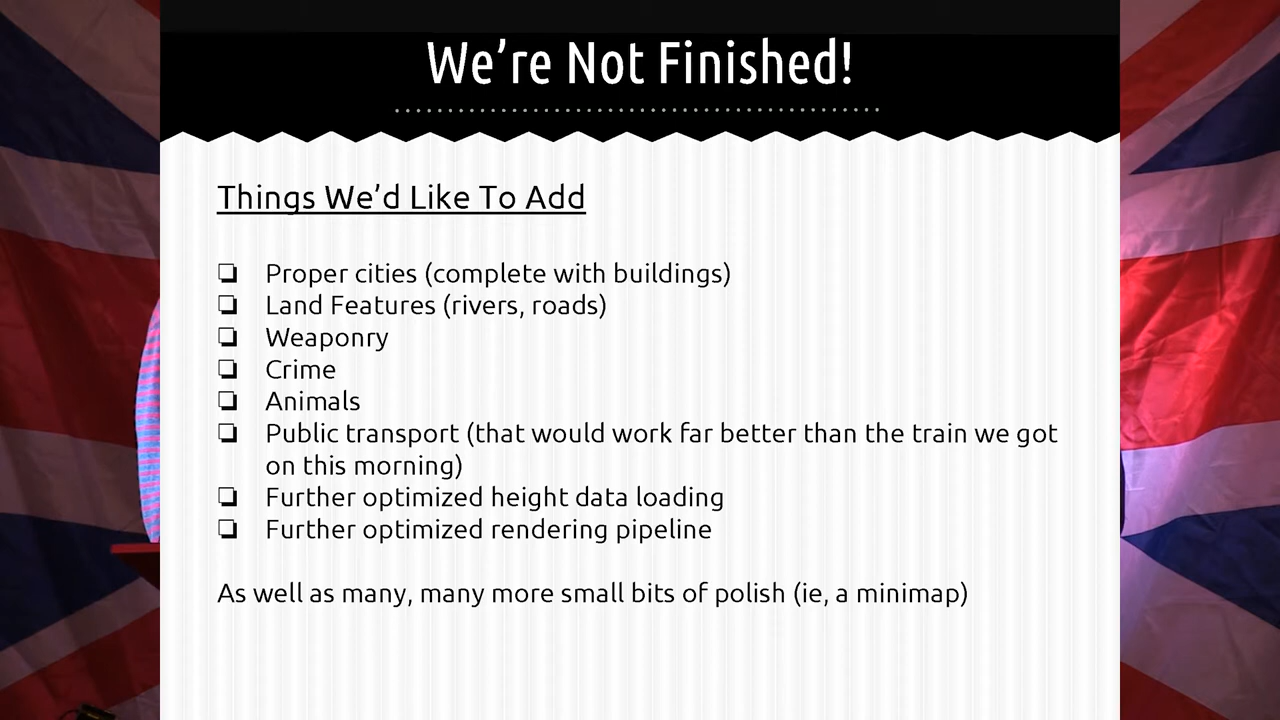 We're Not Finished!
Things We'd Like To Add
❏ Proper cities (complete with buildings)
❏ Land Features (rivers, roads)
❏ Weaponry
❏ Crime
❏ Animals
❏ Public transport (that would work far better than the train we got
on this morning)
❏ Further optimized height data loading
❏ Further optimized rendering pipeline
As well as many, many more small bits of polish (ie, a minimap)